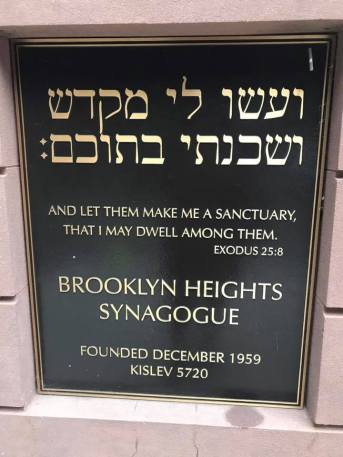 ועשו לי מקדש
ושכנתי בתוכם:
AND LET THEM MAKE ME A SANCTUARY,
THAT I MAY DWELL AMONG THEM.
EXODUS 25:8
BROOKLYN HEIGHTS
SYNAGOGUE
FOUNDED DECEMBER 1959
KISLEV 5720